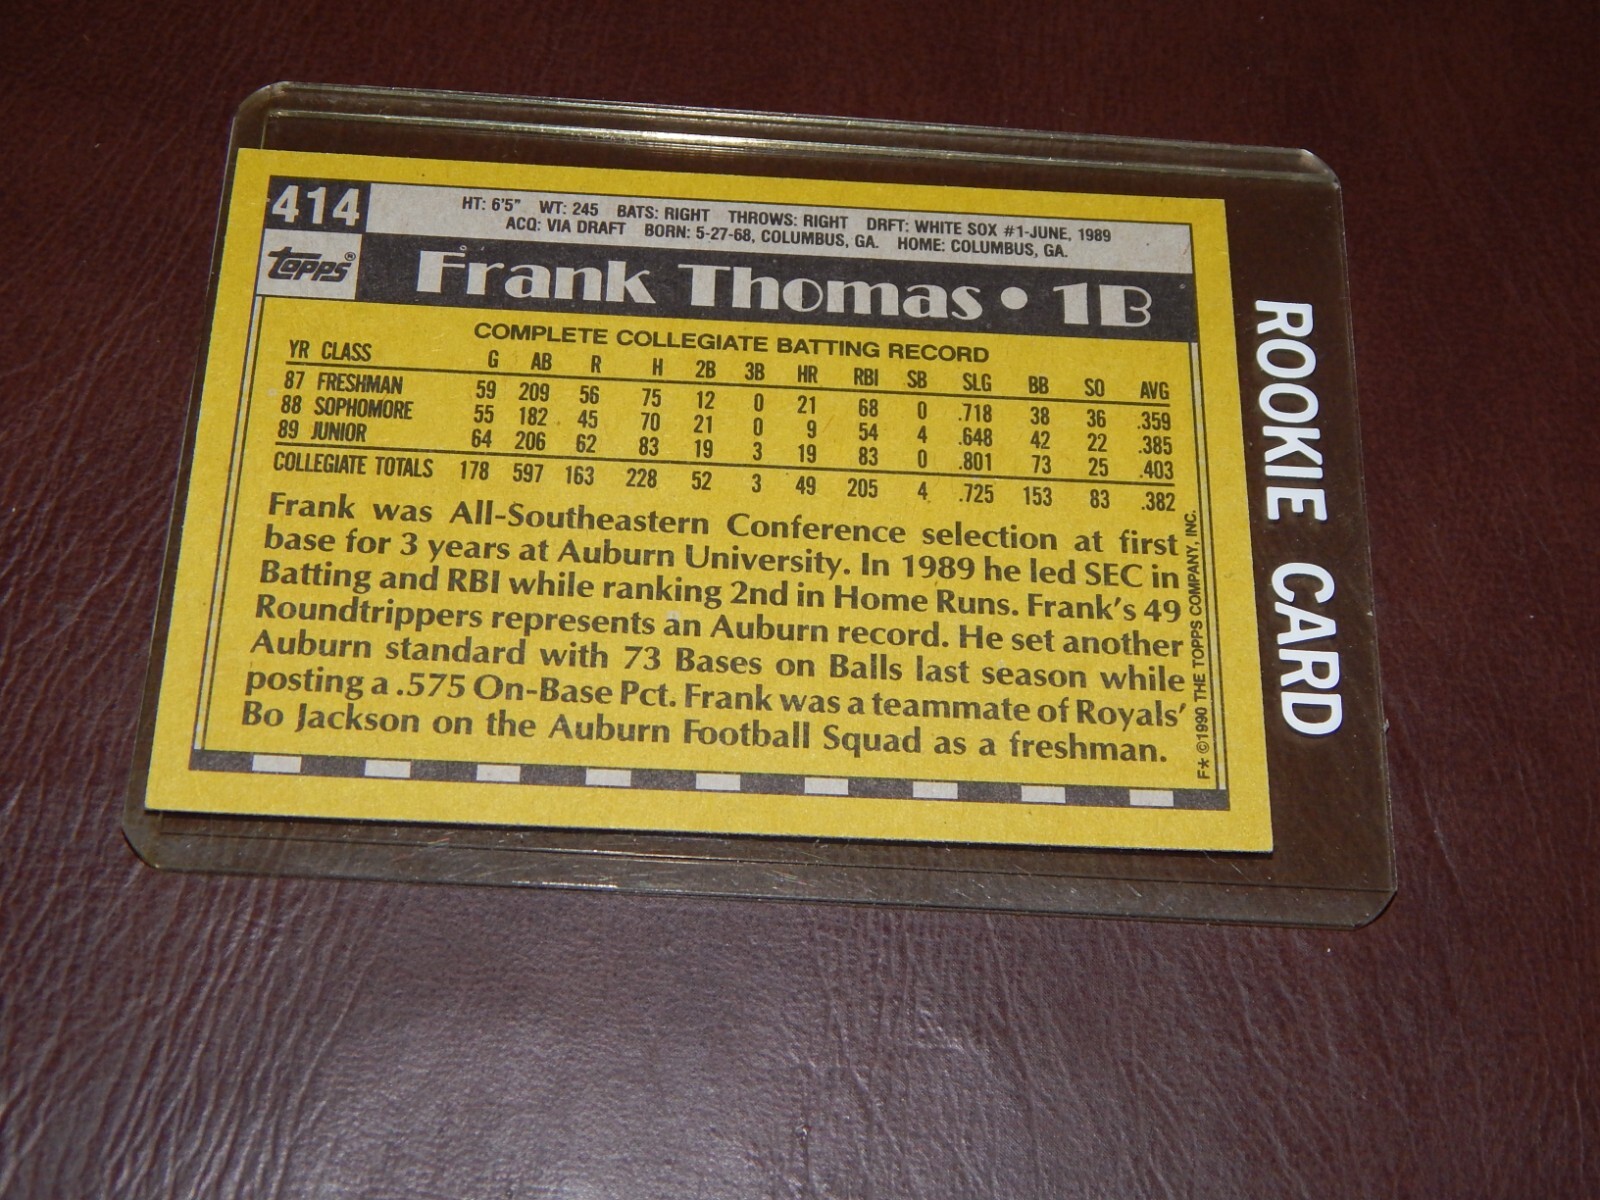 414
HT: 6'5" WT: 245 BATS: RIGHT THROWS: RIGHT DRFT: WHITE SOX #1-JUNE, 1989
ACQ: VIA DRAFT BORN: 5-27-68, COLUMBUS, GA. HOME: COLUMBUS, GA.
topps®
Frank Thomas • 1B
COMPLETE COLLEGIATE BATTING RECORD
YR CLASS G AB R H 2B 3B HR RBI SB SLG BB SO AVG
87 FRESHMAN 59 209 56 75 12 0 21 68 0 .718 38 36 .359
88 SOPHOMORE 55 182 45 70 21 0 9 54 4 .648 42 22 .385
89 JUNIOR 64 206 62 83 19 3 19 83 0 .801 73 25 .403
COLLEGIATE TOTALS 178 597 163 228 52 3 49 205 4 .725 153 83 .382
Frank was All-Southeastern Conference selection at first
base for 3 years at Auburn University. In 1989 he led SEC in
Batting and RBI while ranking 2nd in Home Runs. Frank's 49
Roundtrippers represents an Auburn record. He set another
Auburn standard with 73 Bases on Balls last season while
posting a .575 On-Base Pct. Frank was a teammate of Royals'
Bo Jackson on the Auburn Football Squad as a freshman.
F* ©1990 THE TOPPS COMPANY, INC.
ROOKIE CARD